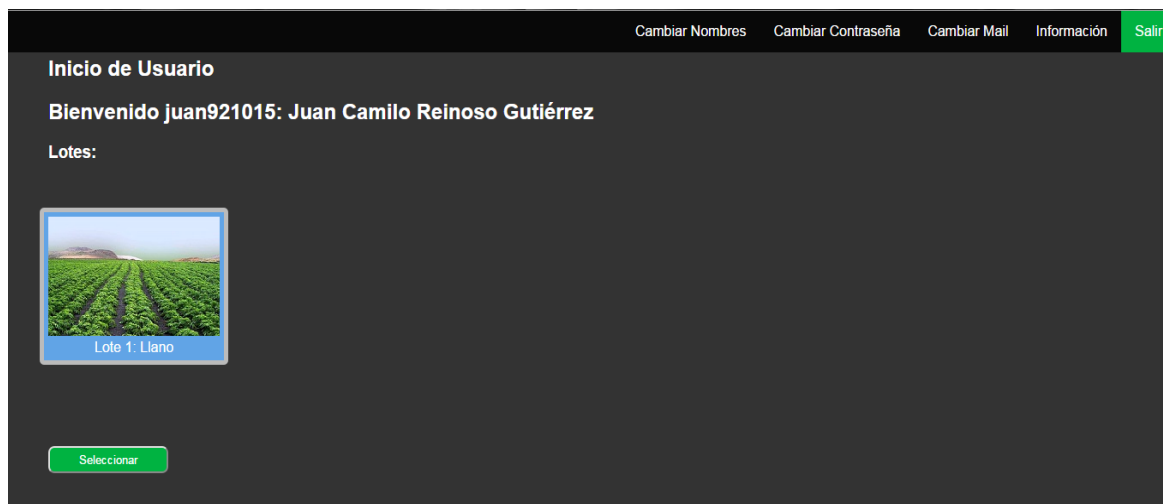 Cambiar Nombres Cambiar Contraseña Cambiar Mail Información Salir
Inicio de Usuario
Bienvenido juan921015: Juan Camilo Reinoso Gutiérrez
Lotes:
Lote 1: Llano
Seleccionar